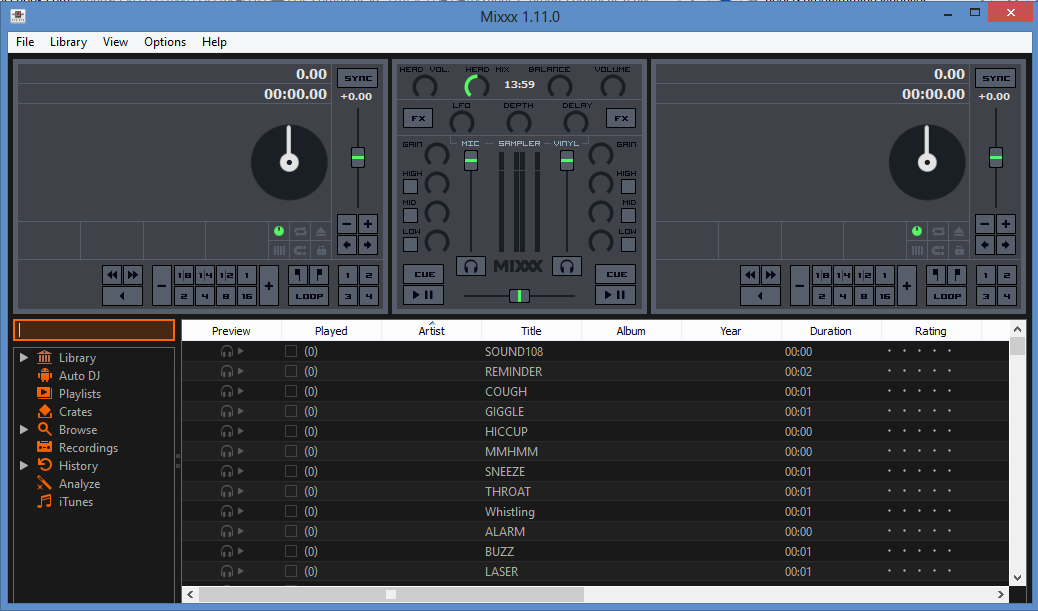 Mixxx 1.11.0
File Library View Options Help
0.00 SYNC
00:00.00 +0.00
HEAD VOL. HEAD MIX BALANCE VOLUME
13:59
LFO DEPTH DELAY
FX FX
GAIN MIC SAMPLER VINYL GAIN
HIGH HIGH
MID MID
LOW LOW
MIXXX
CUE CUE
0.00 SYNC
00:00.00 +0.00
1/8 1/4 1/2 1 1 2
2 4 8 16 LOOP 3 4
1/8 1/4 1/2 1 1 2
2 4 8 16 LOOP 3 4
Library
Auto DJ
Playlists
Crates
Browse
Recordings
History
Analyze
iTunes
Preview Played Artist Title Album Year Duration Rating
(0) SOUND108 00:00
(0) REMINDER 00:02
(0) COUGH 00:01
(0) GIGGLE 00:01
(0) HICCUP 00:00
(0) MMHMM 00:00
(0) SNEEZE 00:01
(0) THROAT 00:01
(0) Whistling 00:01
(0) ALARM 00:00
(0) BUZZ 00:01
(0) LASER 00:01